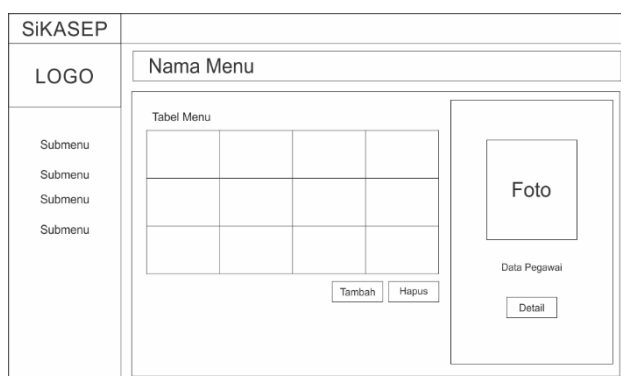 SiKASEP
LOGO
Nama Menu
Submenu
Submenu
Submenu
Submenu
Tabel Menu
Tambah
Hapus
Foto
Data Pegawai
Detail